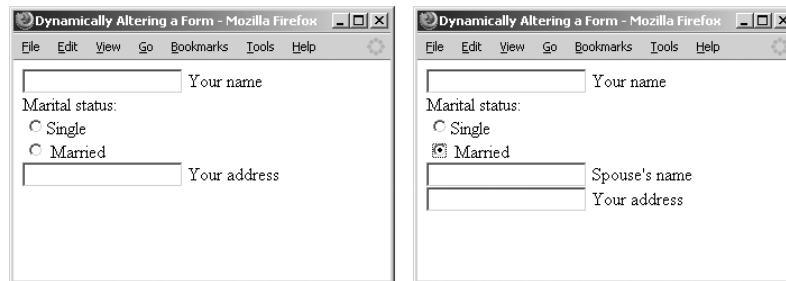 Dynamically Altering a Form - Mozilla Firefox
File Edit View Go Bookmarks Tools Help
Your name
Marital status:
Single
Married
Your address
Dynamically Altering a Form - Mozilla Firefox
File Edit View Go Bookmarks Tools Help
Your name
Marital status:
Single
Married
Spouse's name
Your address